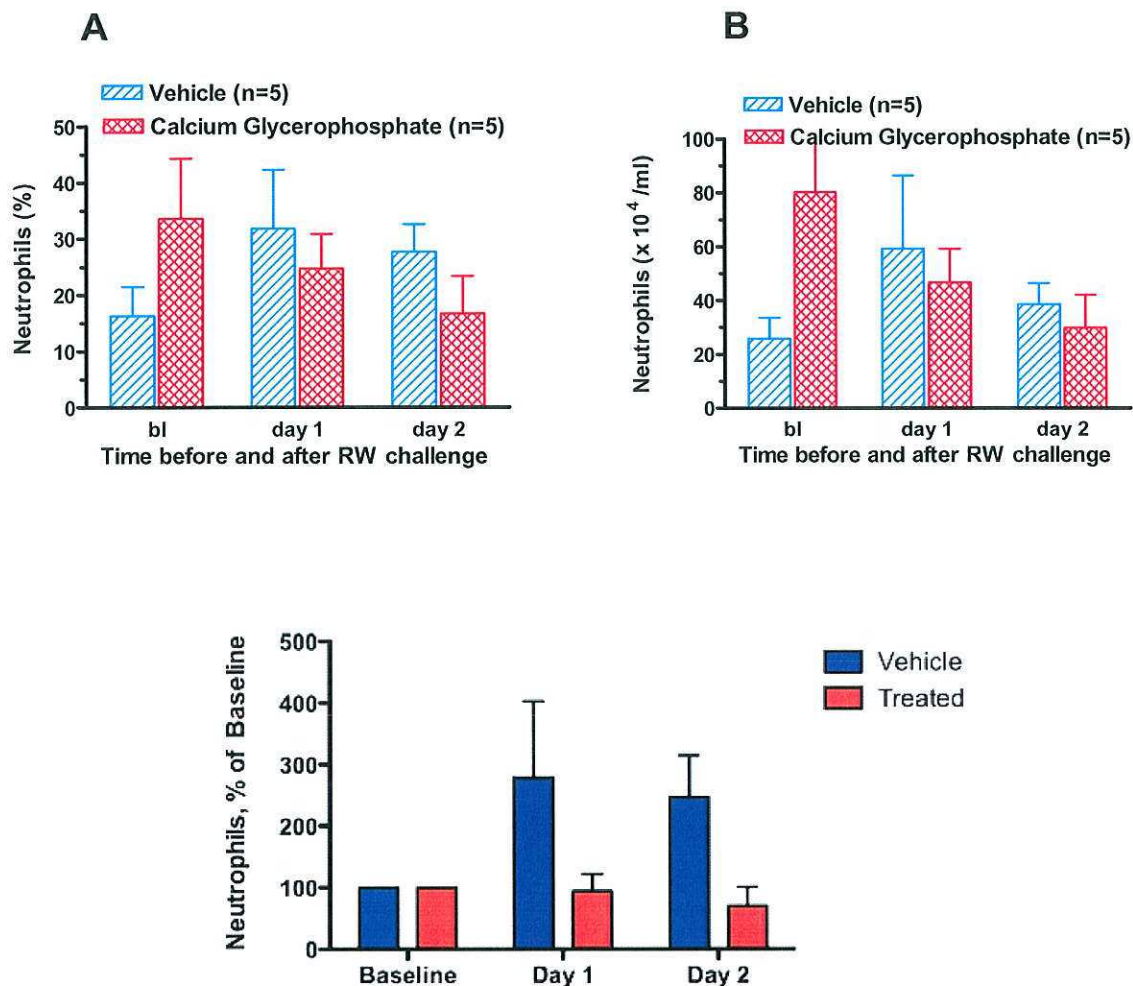 A
Vehicle (n=5)
Calcium Glycerophosphate (n=5)
Neutrophils (%)
50
40
30
20
10
0
bl day 1 day 2
Time before and after RW challenge
B
Vehicle (n=5)
Calcium Glycerophosphate (n=5)
Neutrophils (x 10 4 /ml)
100
80
60
40
20
0
bl day 1 day 2
Time before and after RW challenge
Neutrophils, % of Baseline
500
400
300
200
100
0
Baseline Day 1 Day 2
Vehicle
Treated